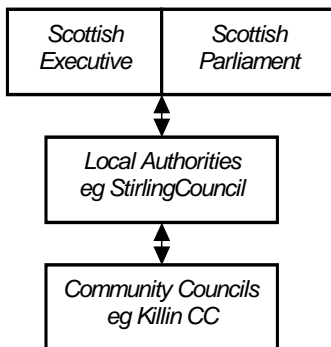 Scottish Executive
Scottish Parliament
Local Authorities
eg StirlingCouncil
Community Councils
eg Killin CC